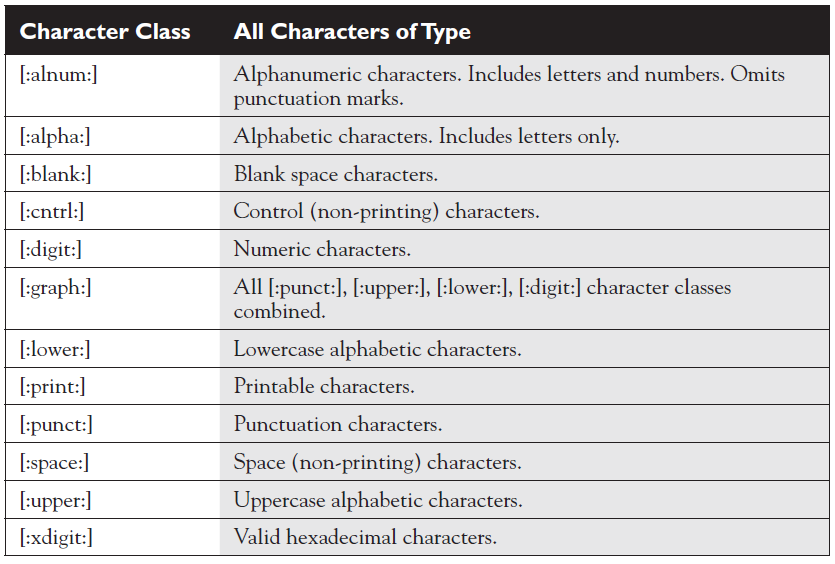 Character Class All Characters of Type
[:alnum:] Alphanumeric characters. Includes letters and numbers. Omits
punctuation marks.
[:alpha:] Alphabetic characters. Includes letters only.
[:blank:] Blank space characters.
[:cntrl:] Control (non-printing) characters.
[:digit:] Numeric characters.
[:graph:] All [:punct:], [:upper:], [:lower:], [:digit:] character classes
combined.
[:lower:] Lowercase alphabetic characters.
[:print:] Printable characters.
[:punct:] Punctuation characters.
[:space:] Space (non-printing) characters.
[:upper:] Uppercase alphabetic characters.
[:xdigit:] Valid hexadecimal characters.